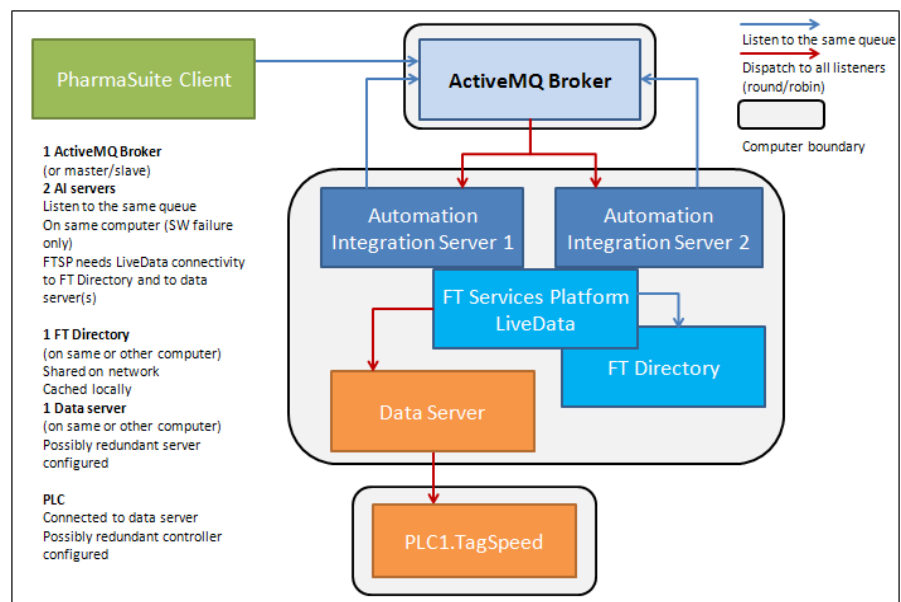 PharmaSuite Client
ActiveMQ Broker
Listen to the same queue
Dispatch to all listeners
(round/robin)
Computer boundary
1 ActiveMQ Broker
(or master/slave)
2 AI servers
Listen to the same queue
On same computer (SW failure
only)
FTSP needs LiveData connectivity
to FT Directory and to data
server(s)
1 FT Directory
(on same or other computer)
Shared on network
Cached locally
1 Data server
(on same or other computer)
Possibly redundant server
configured
PLC
Connected to data server
Possibly redundant controller
configured
Automation
Integration Server 1
Automation
Integration Server 2
FT Services Platform
LiveData
FT Directory
Data Server
PLC1.TagSpeed